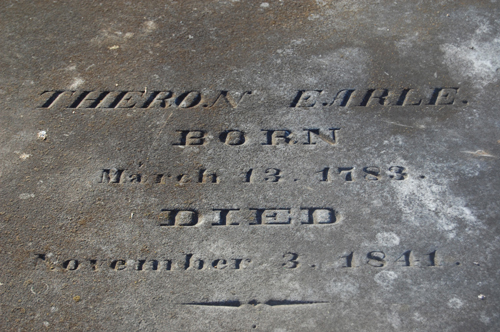 THERON EARLE.
BORN
March 13. 1783.
DIED
November 3. 1841.